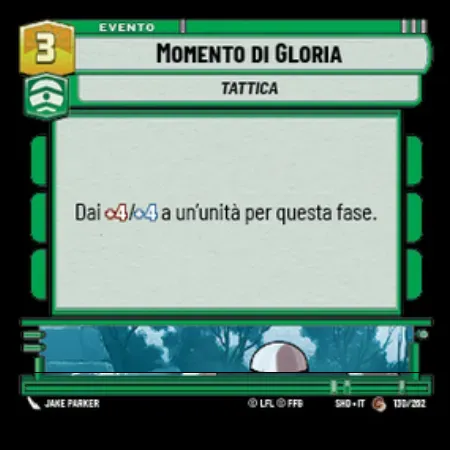 EVENTO
3
MOMENTO DI GLORIA
TATTICA
Dai +4/+4 a un'unità per questa fase.
JAKE PARKER
© LFL © FFG
SHD • IT
130/262